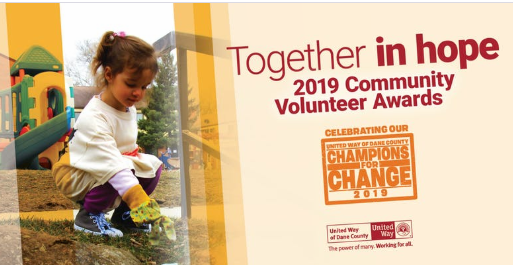 Together in hope
2019 Community
Volunteer Awards
CELEBRATING OUR
UNITED WAY OF DANE COUNTY
CHAMPIONS
FOR
CHANGE
2019
United Way
of Dane County
United
Way
The power of many. Working for all.